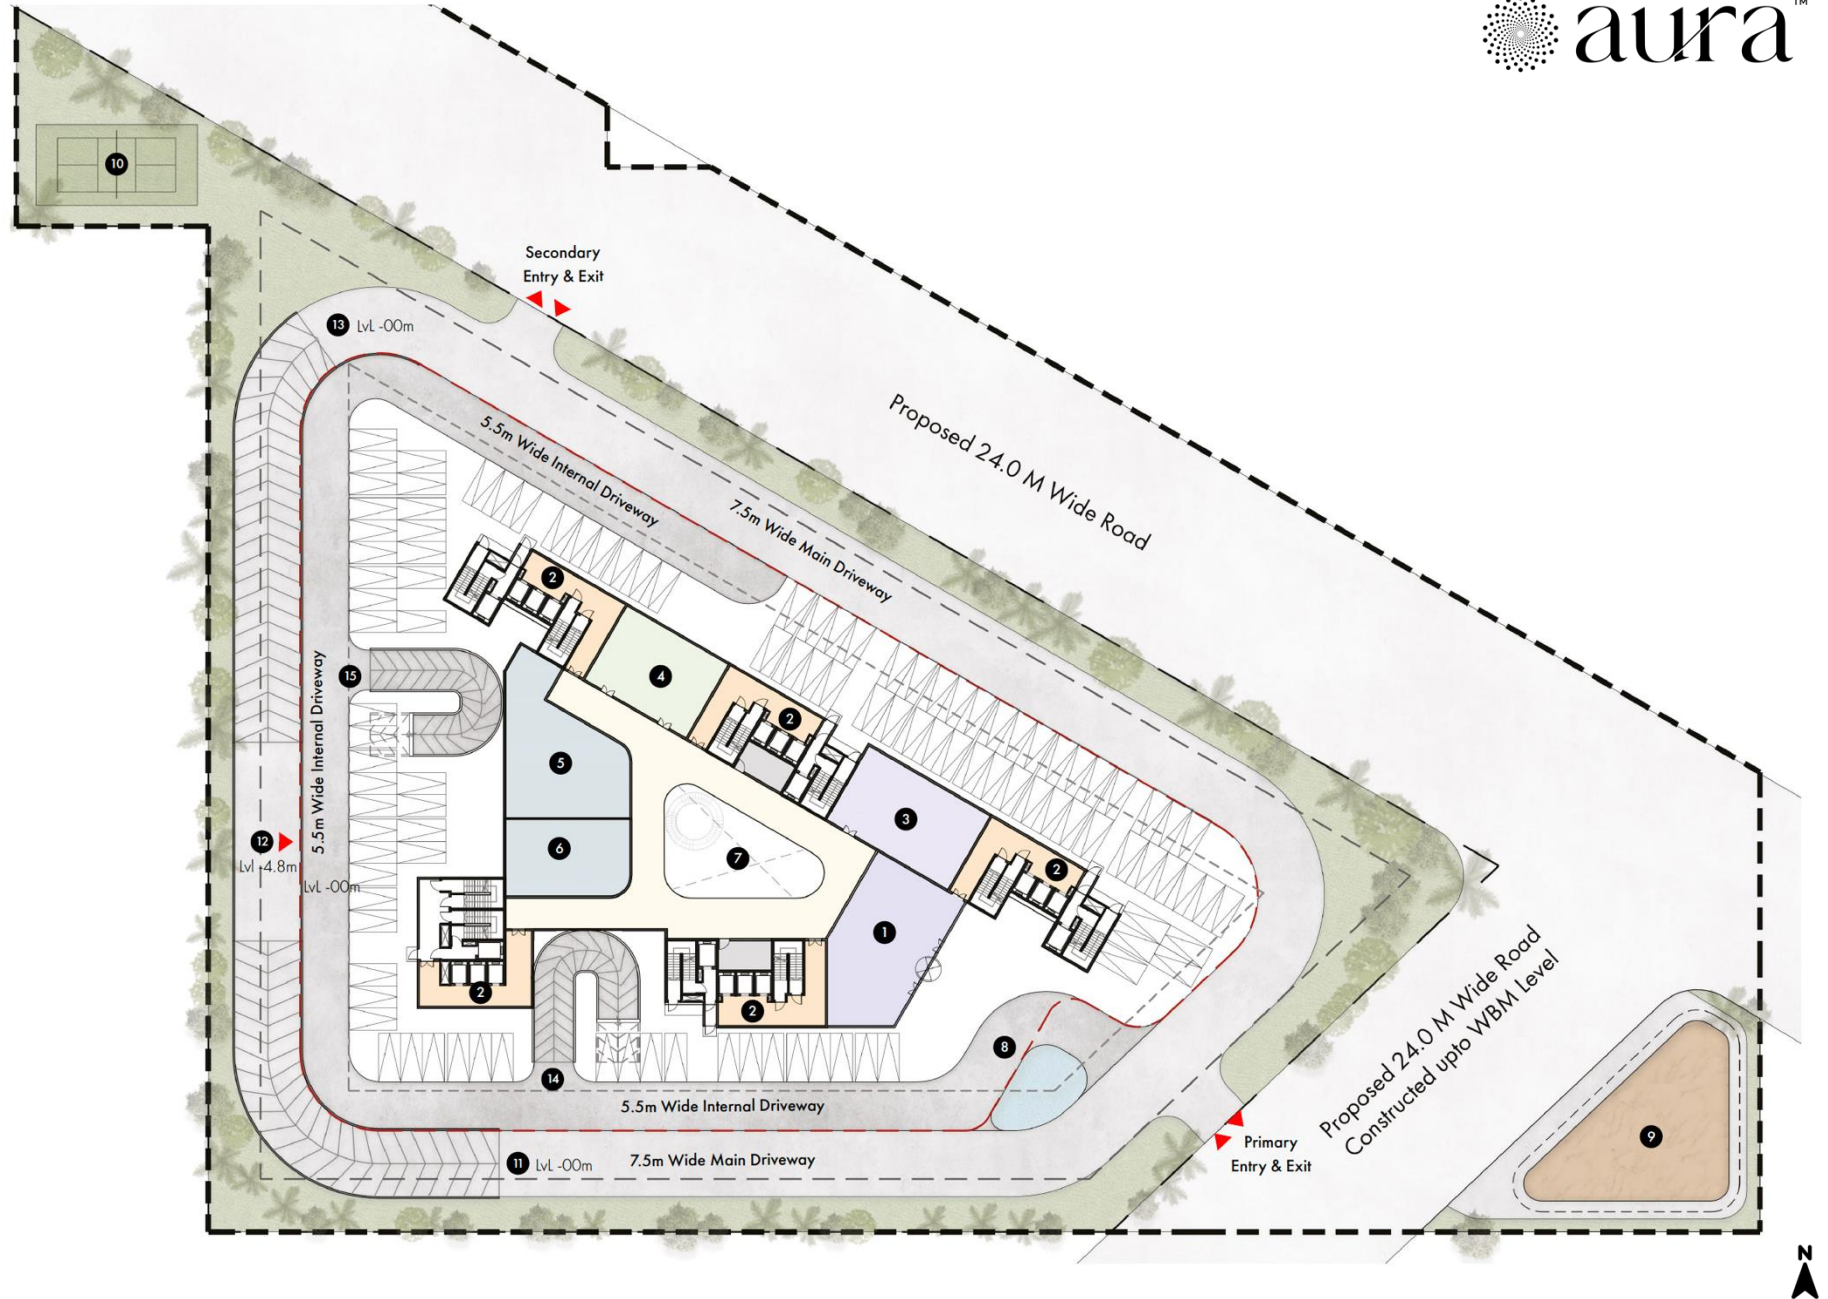 aura™
10
Secondary
Entry & Exit
13 LvL -00m
5.5m Wide Internal Driveway
7.5m Wide Main Driveway
Proposed 24.0 M Wide Road
2
4
15
2
5.5m Wide Internal Driveway
5
3
12
Lvl -4.8m
LvL -00m
6
7
2
1
2
2
8
14
5.5m Wide Internal Driveway
11 LvL -00m
7.5m Wide Main Driveway
Primary
Entry & Exit
Proposed 24.0 M Wide Road
Constructed upto WBM Level
9
N